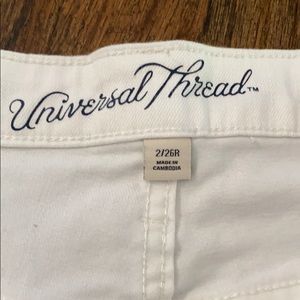 Universal Thread™
2/26R
MADE IN
CAMBODIA